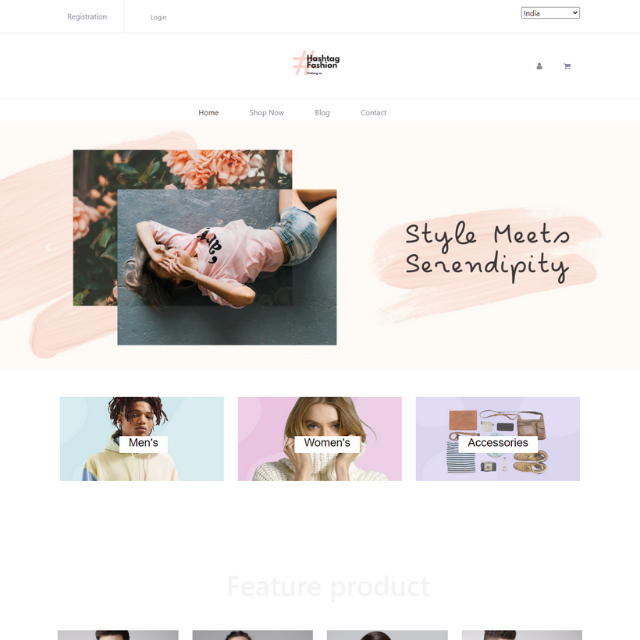 Registration
Login
India
#
Hashtag
Fashion
Home
Shop Now
Blog
Contact
Style Meets
Serendipity
Men's
Women's
Accessories
Feature product